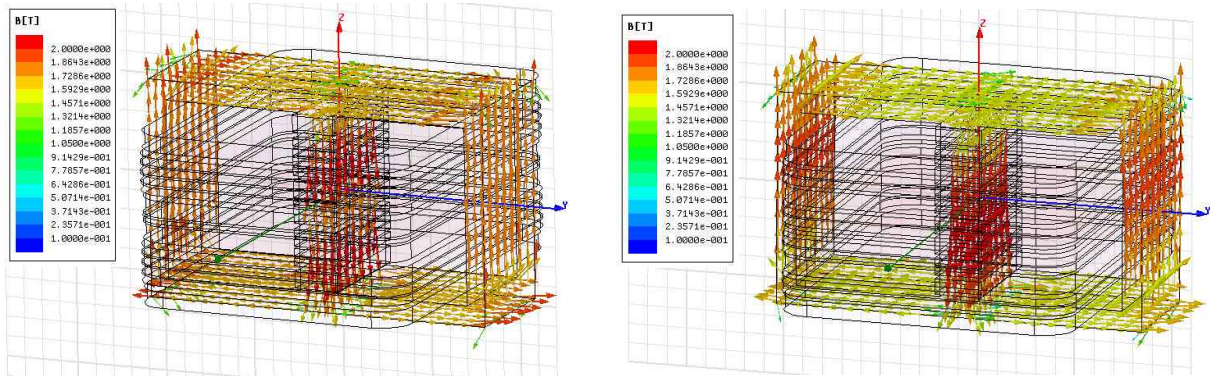 B[T]
2.0000e+000
1.8643e+000
1.7286e+000
1.5929e+000
1.4571e+000
1.3214e+000
1.1857e+000
1.0500e+000
9.1429e-001
7.7857e-001
6.4286e-001
5.0714e-001
3.7143e-001
2.3571e-001
1.0000e-001
Z
Y
B[T]
2.0000e+000
1.8643e+000
1.7286e+000
1.5929e+000
1.4571e+000
1.3214e+000
1.1857e+000
1.0500e+000
9.1429e-001
7.7857e-001
6.4286e-001
5.0714e-001
3.7143e-001
2.3571e-001
1.0000e-001
Z
Y